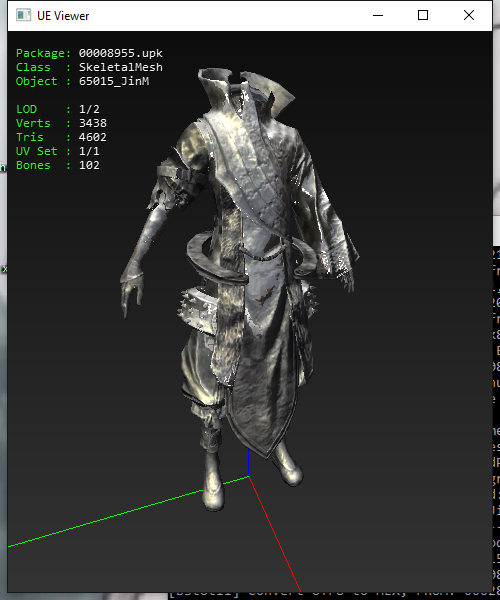 UE Viewer
Package: 00008955.upk
Class : SkeletalMesh
Object : 65015_JinM
LOD : 1/2
Verts : 3438
Tris : 4602
UV Set : 1/1
Bones : 102